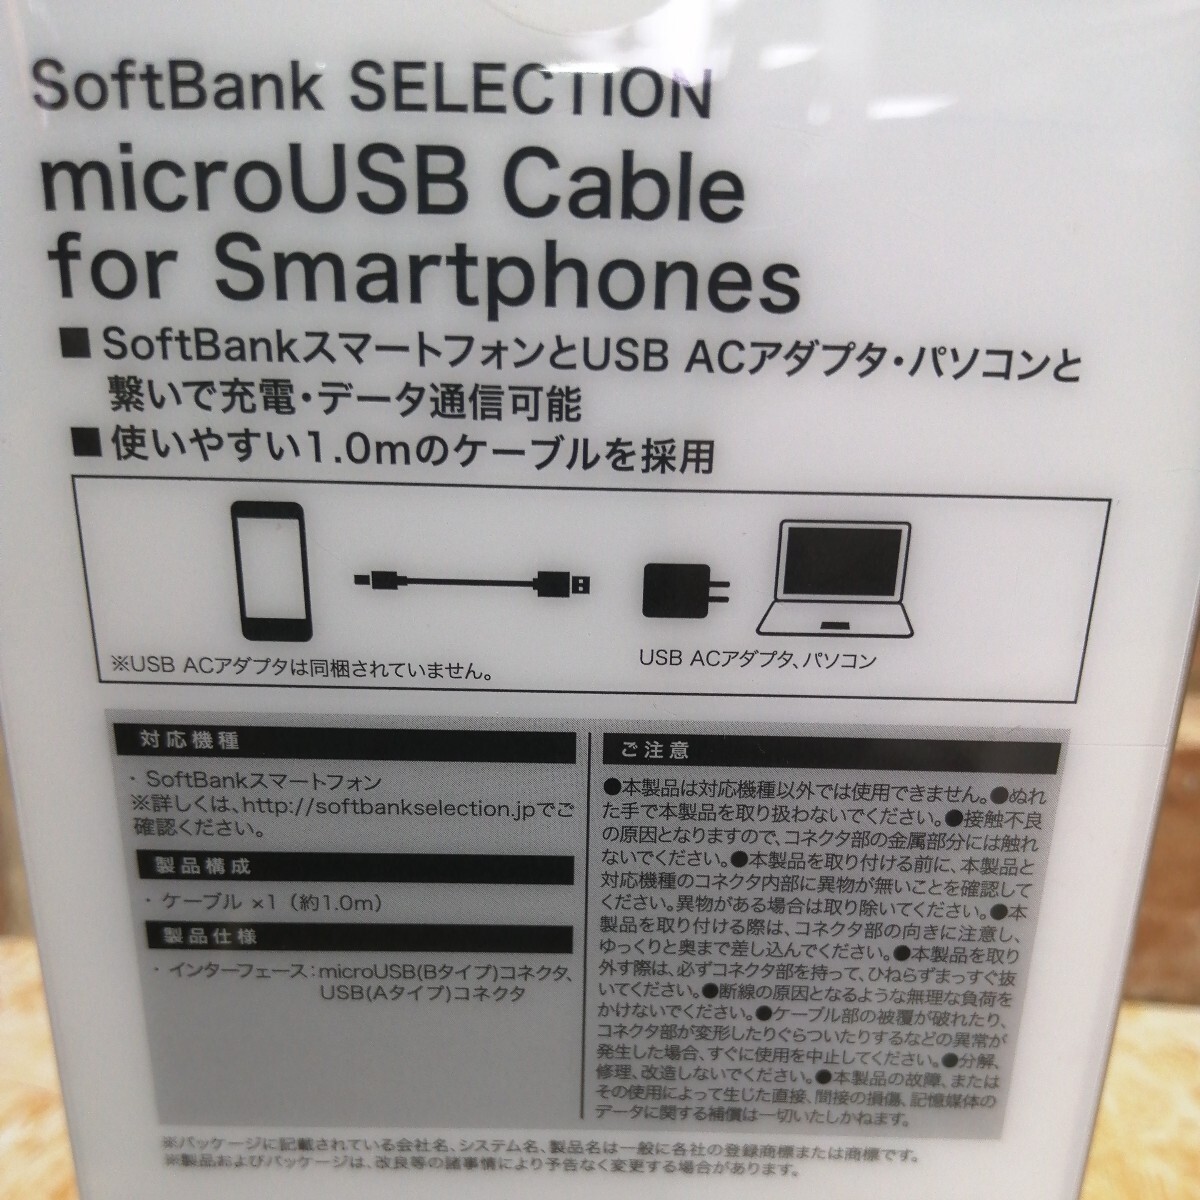 SoftBank SELECTION
microUSB Cable
for Smartphones
■SoftBankスマートフォンとUSB ACアダプタ・パソコンと
繋いで充電・データ通信可能
■使いやすい1.0mのケーブルを採用
※USB ACアダプタは同梱されていません。
USB ACアダプタ、パソコン
対応機種
・SoftBankスマートフォン
※詳しくは、http://softbankselection.jpでご
確認ください。
製品構成
・ケーブル ×1（約1.0m）
製品仕様
・インターフェース：microUSB(Bタイプ)コネクタ、
USB(Aタイプ)コネクタ
ご注意
●本製品は対応機種以外では使用できません。●ぬれ
た手で本製品を取り扱わないでください。●接触不良
の原因となりますので、コネクタ部の金属部分には触れ
ないでください。●本製品を取り付ける前に、本製品と
対応機種のコネクタ内部に異物が無いことを確認して
ください。異物がある場合は取り除いてください。●本
製品を取り付ける際は、コネクタ部の向きに注意し、
ゆっくりと奥まで差し込んでください。●本製品を取り
外す際は、必ずコネクタ部を持って、ひねらずまっすぐ抜
いてください。●断線の原因となるような無理な負荷を
かけないでください。●ケーブル部の被覆が破れたり、
コネクタ部が変形したりぐらついたりするなどの異常が
発生した場合、すぐに使用を中止してください。●分解、
修理、改造しないでください。●本製品の故障、または
その使用によって生じた直接、間接の損傷、記憶媒体の
データに関する補償は一切いたしかねます。
※パッケージに記載されている会社名、システム名、製品名は一般に各社の登録商標または商標です。
※製品およびパッケージは、改良等の諸事情により予告なく変更する場合があります。